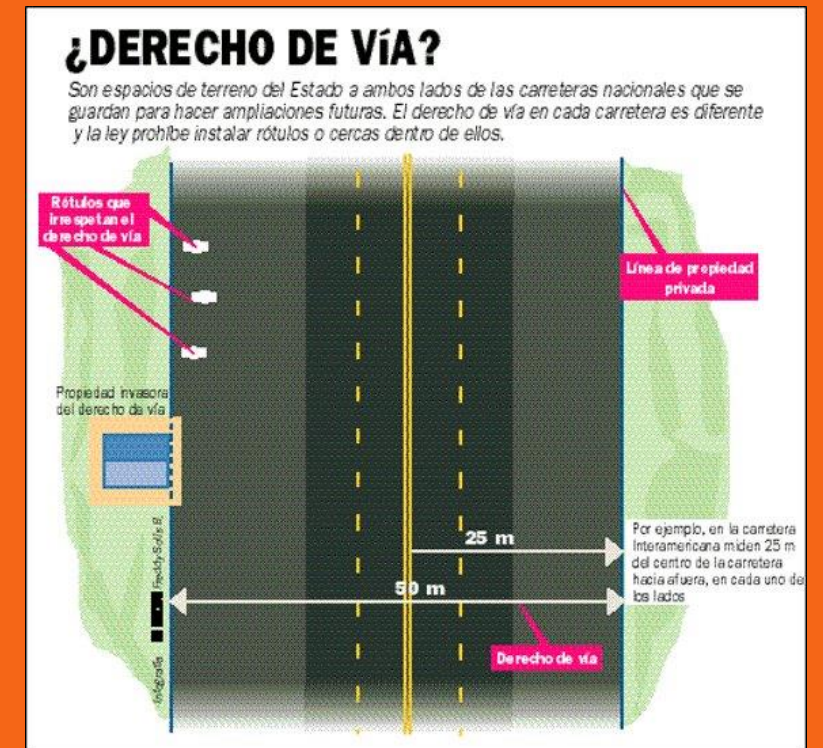 ¿DERECHO DE VíA?
Son espacios de terreno del Estado a ambos lados de las carreteras nacionales que se
guardan para hacer ampliaciones futuras. El derecho de vía en cada carretera es diferente
y la ley prohíbe instalar rótulos o cercas dentro de ellos.
Rótulos que
irrespetan el
derecho de vía
Línea de propiedad
privada
Propiedad invasora
del derecho de vía
25 m
Por ejemplo, en la carretera
Interamericana miden 25 m
del centro de la carretera
hacia afuera, en cada uno de
los lados
50 m
Derecho de vía
Infografía
Freddy Solís B.